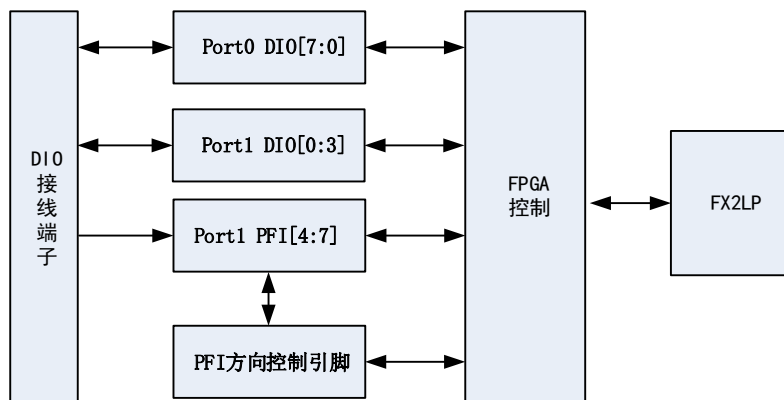 DIO
接
线
端
子
Port0 DIO[7:0]
Port1 DIO[0:3]
Port1 PFI[4:7]
PFI方向控制引脚
FPGA
控制
FX2LP